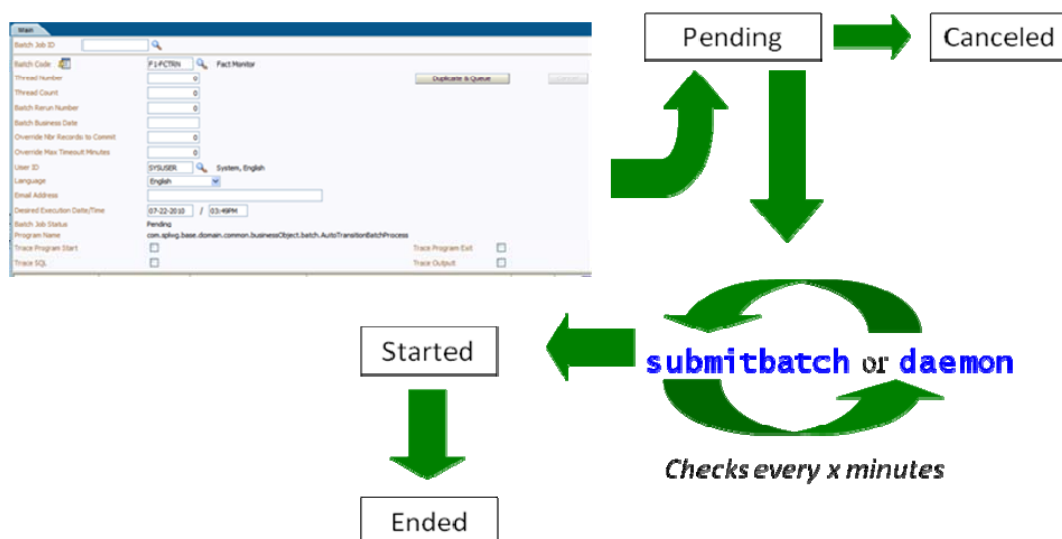 Main
Batch Job ID
Batch Code F1-FCTRN Fact Monitor
Thread Number 0 Duplicate & Queue
Thread Count 0
Batch Rerun Number 0
Batch Business Date
Override Nbr Records to Commit 0
Override Max Timeout Minutes 0
User ID SYSUSER System, English
Language English
Email Address
Desired Execution Date/Time 07-22-2010 / 03:49PM
Batch Job Status Pending
Program Name com.splwg.base.domain.common.businessObject.batch.AutoTransitionBatchProcess
Trace Program Start Trace Program Exit
Trace SQL Trace Output
Pending
Canceled
submitbatch or daemon
Checks every x minutes
Started
Ended